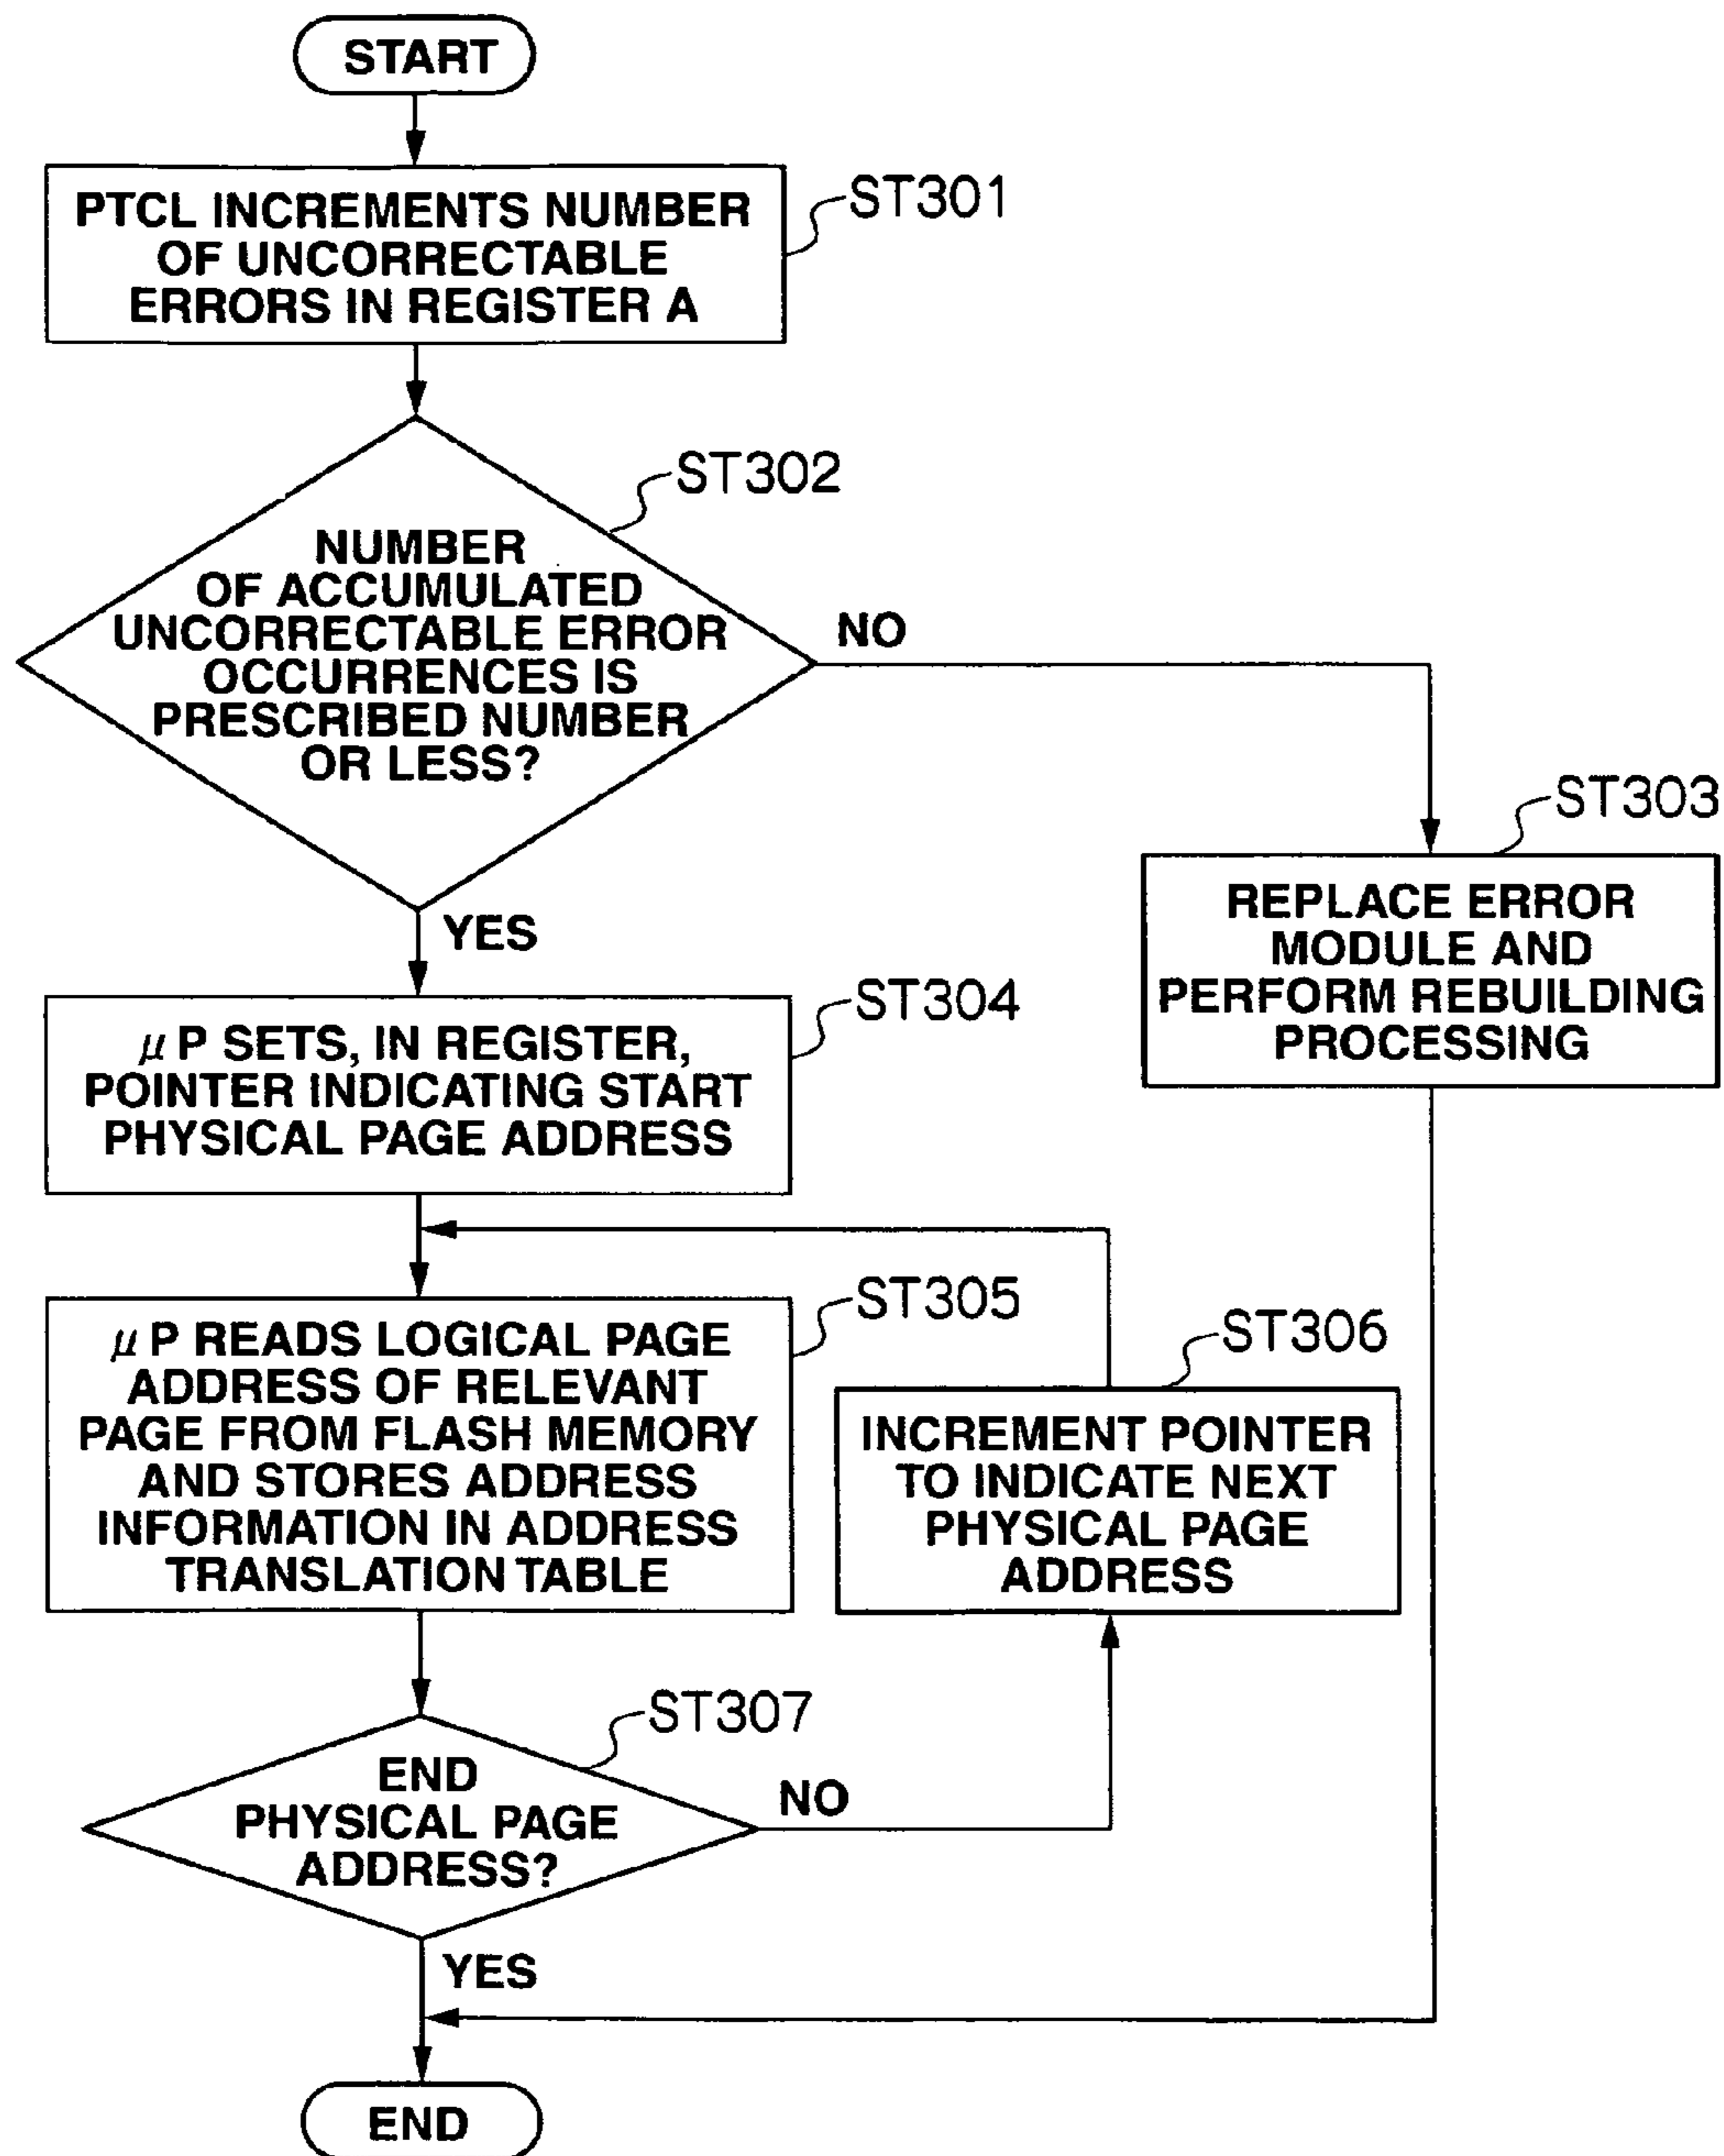 START
PTCL INCREMENTS NUMBER
OF UNCORRECTABLE
ERRORS IN REGISTER A
ST301
NUMBER
OF ACCUMULATED
UNCORRECTABLE ERROR
OCCURRENCES IS
PRESCRIBED NUMBER
OR LESS?
ST302
NO
YES
REPLACE ERROR
MODULE AND
PERFORM REBUILDING
PROCESSING
ST303
μP SETS, IN REGISTER,
POINTER INDICATING START
PHYSICAL PAGE ADDRESS
ST304
μP READS LOGICAL PAGE
ADDRESS OF RELEVANT
PAGE FROM FLASH MEMORY
AND STORES ADDRESS
INFORMATION IN ADDRESS
TRANSLATION TABLE
ST305
INCREMENT POINTER
TO INDICATE NEXT
PHYSICAL PAGE
ADDRESS
ST306
END
PHYSICAL PAGE
ADDRESS?
ST307
NO
YES
END